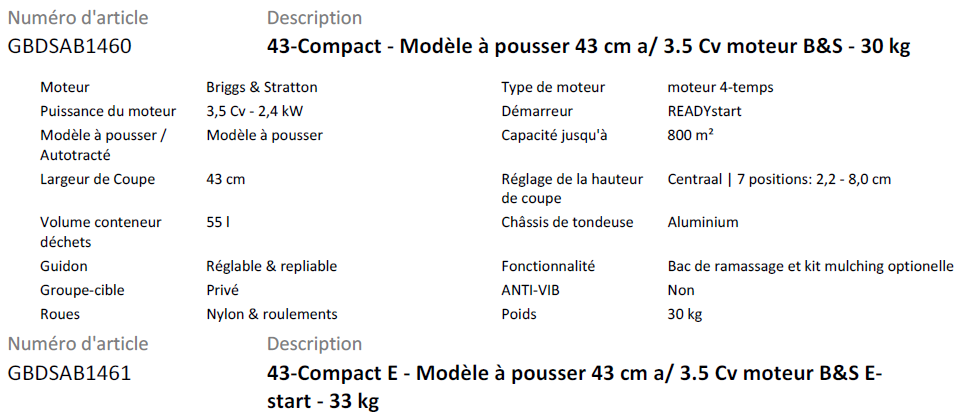 Numéro d'article Description
GBDSAB1460 43-Compact - Modèle à pousser 43 cm a/ 3.5 Cv moteur B&S - 30 kg
Moteur Briggs & Stratton Type de moteur moteur 4-temps
Puissance du moteur 3,5 Cv - 2,4 kW Démarreur READYstart
Modèle à pousser / Modèle à pousser Capacité jusqu'à 800 m²
Autotracté
Largeur de Coupe 43 cm Réglage de la hauteur Centraal | 7 positions: 2,2 - 8,0 cm
de coupe
Volume conteneur 55 l Châssis de tondeuse Aluminium
déchets
Guidon Réglable & repliable Fonctionnalité Bac de ramassage et kit mulching optionelle
Groupe-cible Privé ANTI-VIB Non
Roues Nylon & roulements Poids 30 kg
Numéro d'article Description
GBDSAB1461 43-Compact E - Modèle à pousser 43 cm a/ 3.5 Cv moteur B&S E-
start - 33 kg